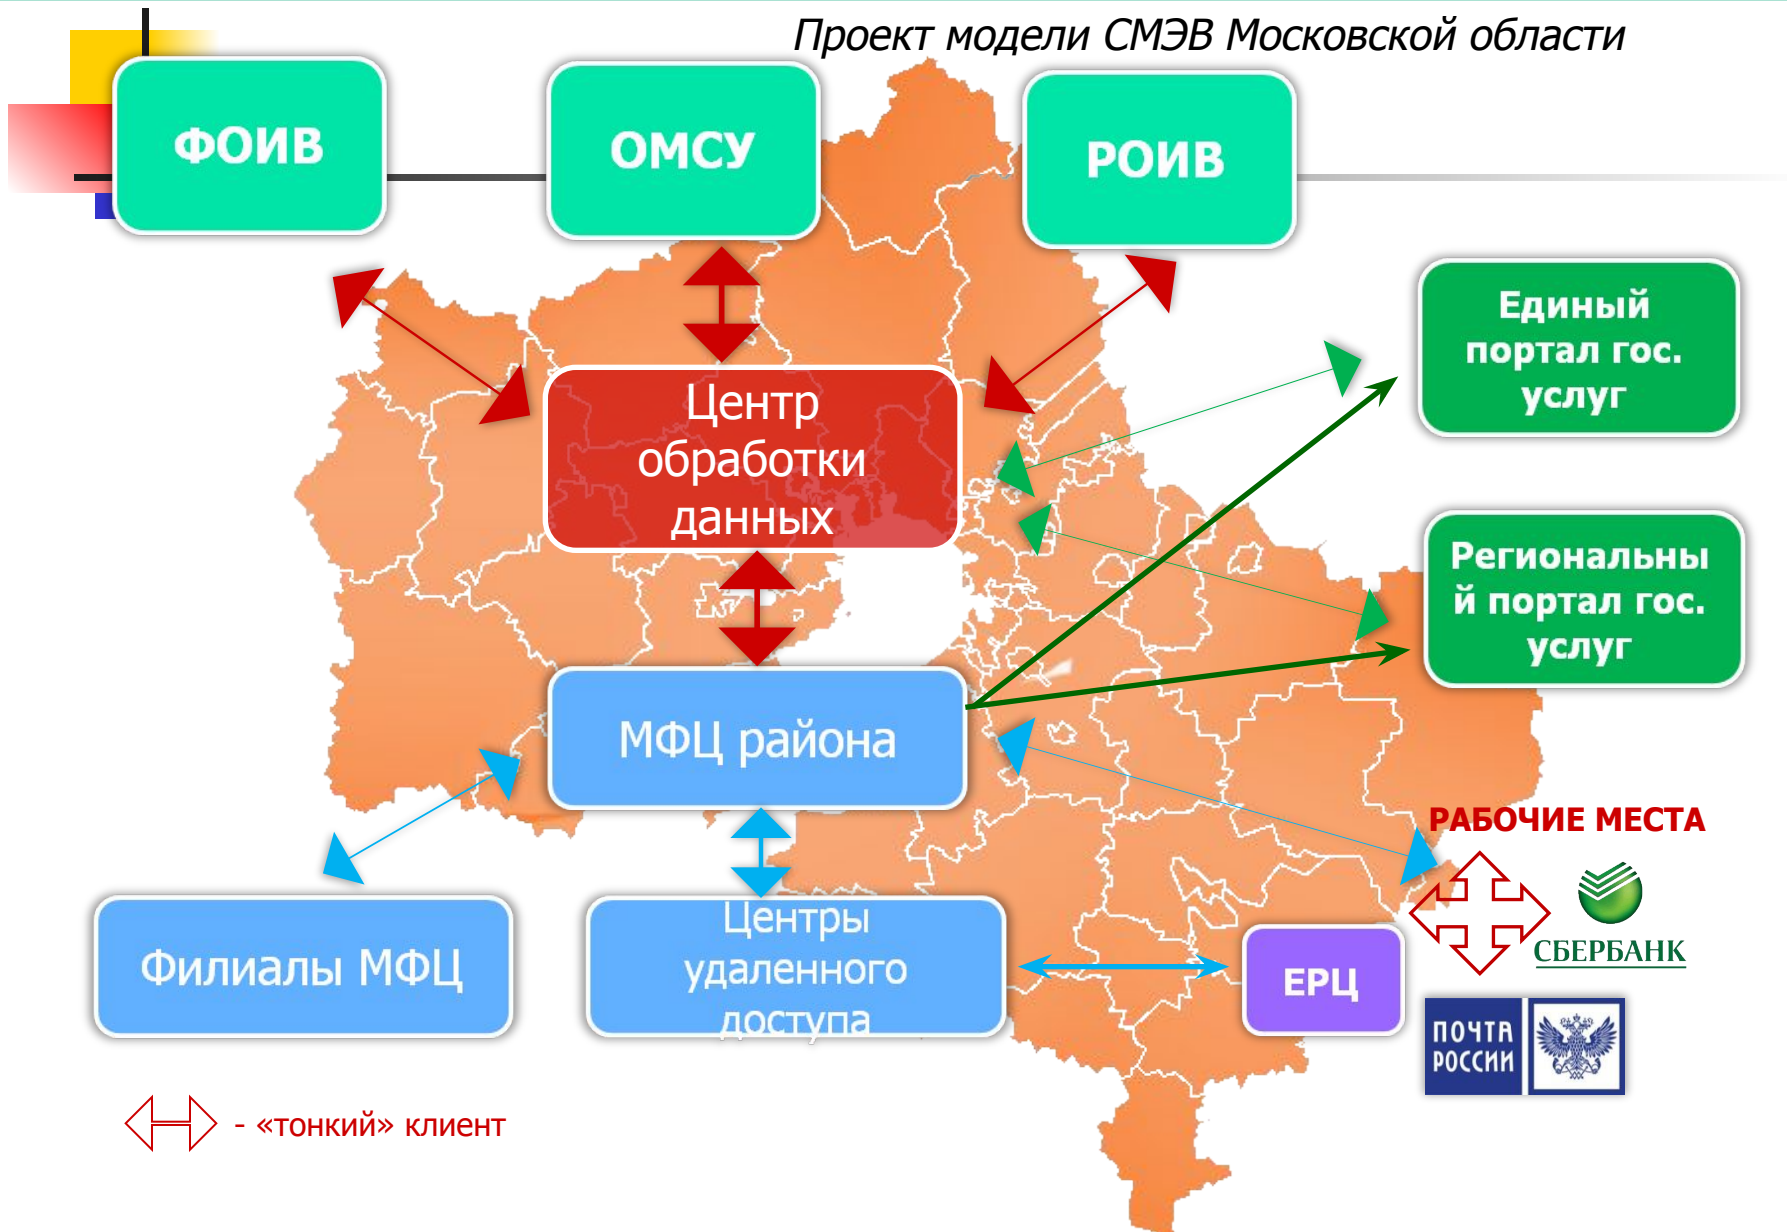 Проект модели СМЭВ Московской области
ФОИВ
ОМСУ
РОИВ
Единый
портал гос.
услуг
Центр
обработки
данных
Региональны
й портал гос.
услуг
МФЦ района
РАБОЧИЕ МЕСТА
СБЕРБАНК
Филиалы МФЦ
Центры
удаленного
доступа
ЕРЦ
ПОЧТА
РОССИИ
- «тонкий» клиент